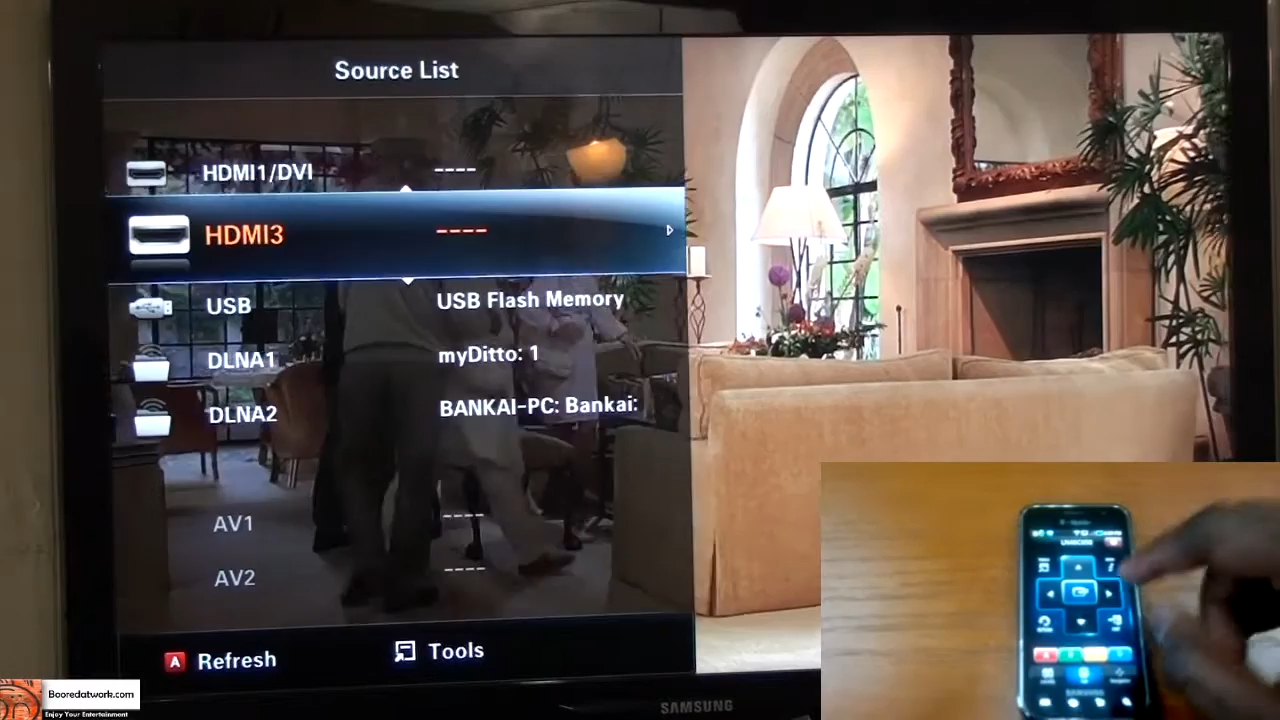 Source List
HDMI1/DVI ----
HDMI3 ----
USB USB Flash Memory
DLNA1 myDitto: 1
DLNA2 BANKAI-PC: Bankai:
AV1 ----
AV2 ----
A Refresh Tools
SAMSUNG
SAMSUNG
Booredatwork.com
Enjoy Your Entertainment